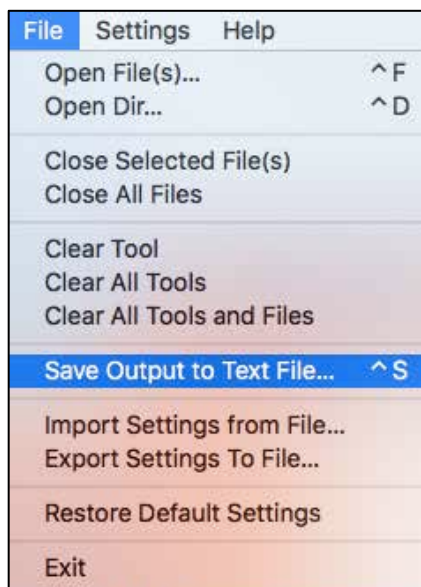 File Settings Help
Open File(s)... ^F
Open Dir... ^D
Close Selected File(s)
Close All Files
Clear Tool
Clear All Tools
Clear All Tools and Files
Save Output to Text File... ^S
Import Settings from File...
Export Settings To File...
Restore Default Settings
Exit